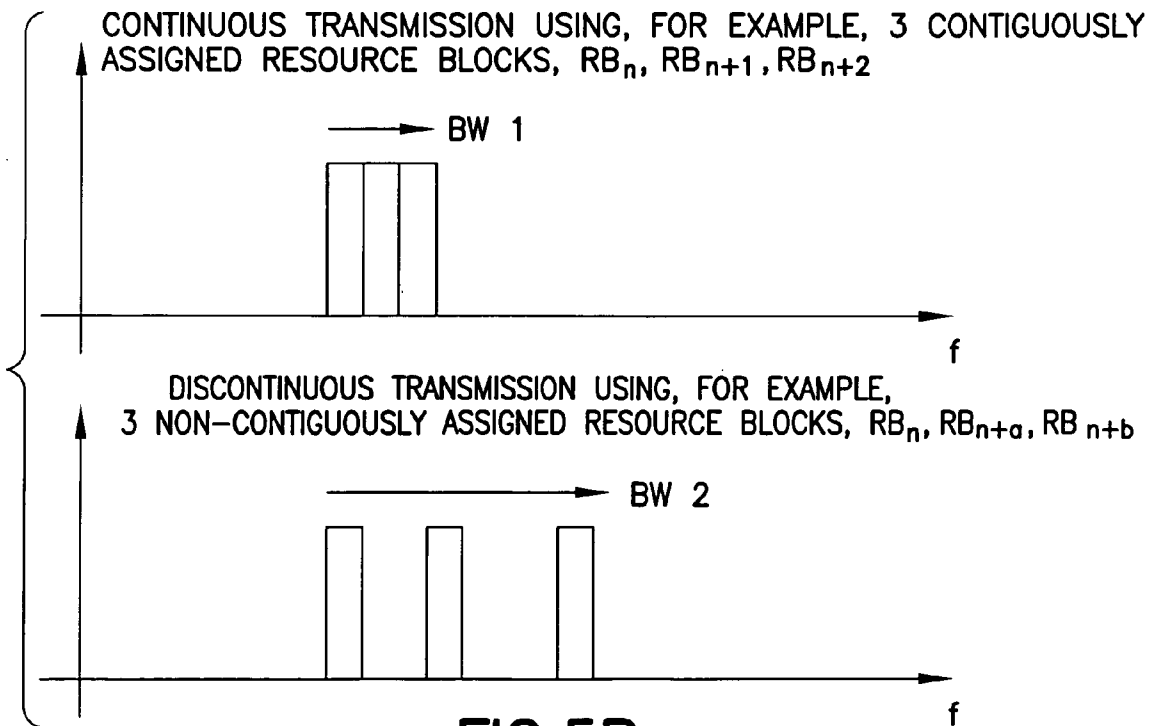 CONTINUOUS TRANSMISSION USING, FOR EXAMPLE, 3 CONTIGUOUSLY
ASSIGNED RESOURCE BLOCKS, RBn, RBn+1, RBn+2
BW 1
f
DISCONTINUOUS TRANSMISSION USING, FOR EXAMPLE,
3 NON-CONTIGUOUSLY ASSIGNED RESOURCE BLOCKS, RBn, RBn+a, RB n+b
BW 2
f